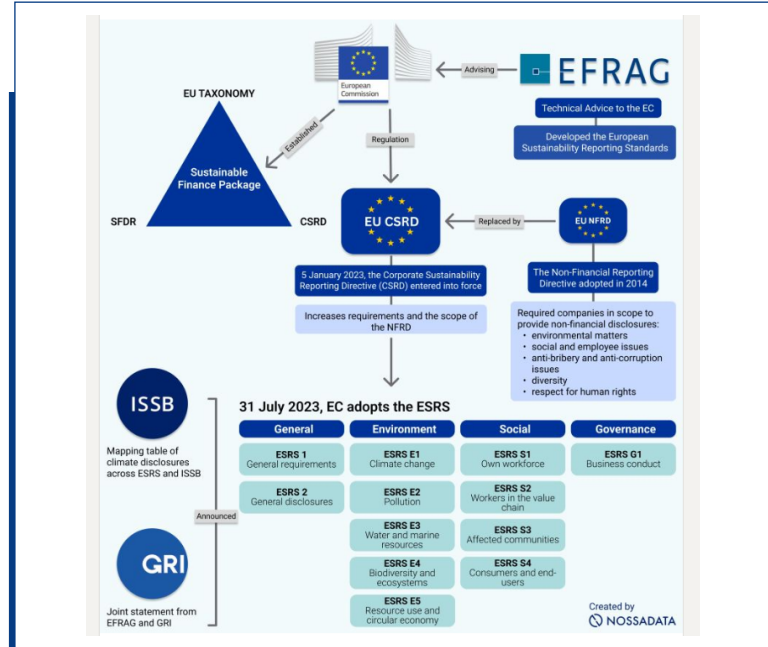 European
Commission
Advising
EFRAG
Technical Advice to the EC
Developed the European
Sustainability Reporting Standards
EU TAXONOMY
Established
Regulation
Sustainable
Finance Package
SFDR
CSRD
EU CSRD
Replaced by
EU NFRD
5 January 2023, the Corporate Sustainability
Reporting Directive (CSRD) entered into force
Increases requirements and the scope of
the NFRD
The Non-Financial Reporting
Directive adopted in 2014
Required companies in scope to
provide non-financial disclosures:
• environmental matters
• social and employee issues
• anti-bribery and anti-corruption
issues
• diversity
• respect for human rights
ISSB
Mapping table of
climate disclosures
across ESRS and ISSB
Announced
GRI
Joint statement from
EFRAG and GRI
31 July 2023, EC adopts the ESRS
General
ESRS 1
General requirements
ESRS 2
General disclosures
Environment
ESRS E1
Climate change
ESRS E2
Pollution
ESRS E3
Water and marine
resources
ESRS E4
Biodiversity and
ecosystems
ESRS E5
Resource use and
circular economy
Social
ESRS S1
Own workforce
ESRS S2
Workers in the value
chain
ESRS S3
Affected communities
ESRS S4
Consumers and end-
users
Governance
ESRS G1
Business conduct
Created by
NOSSADATA